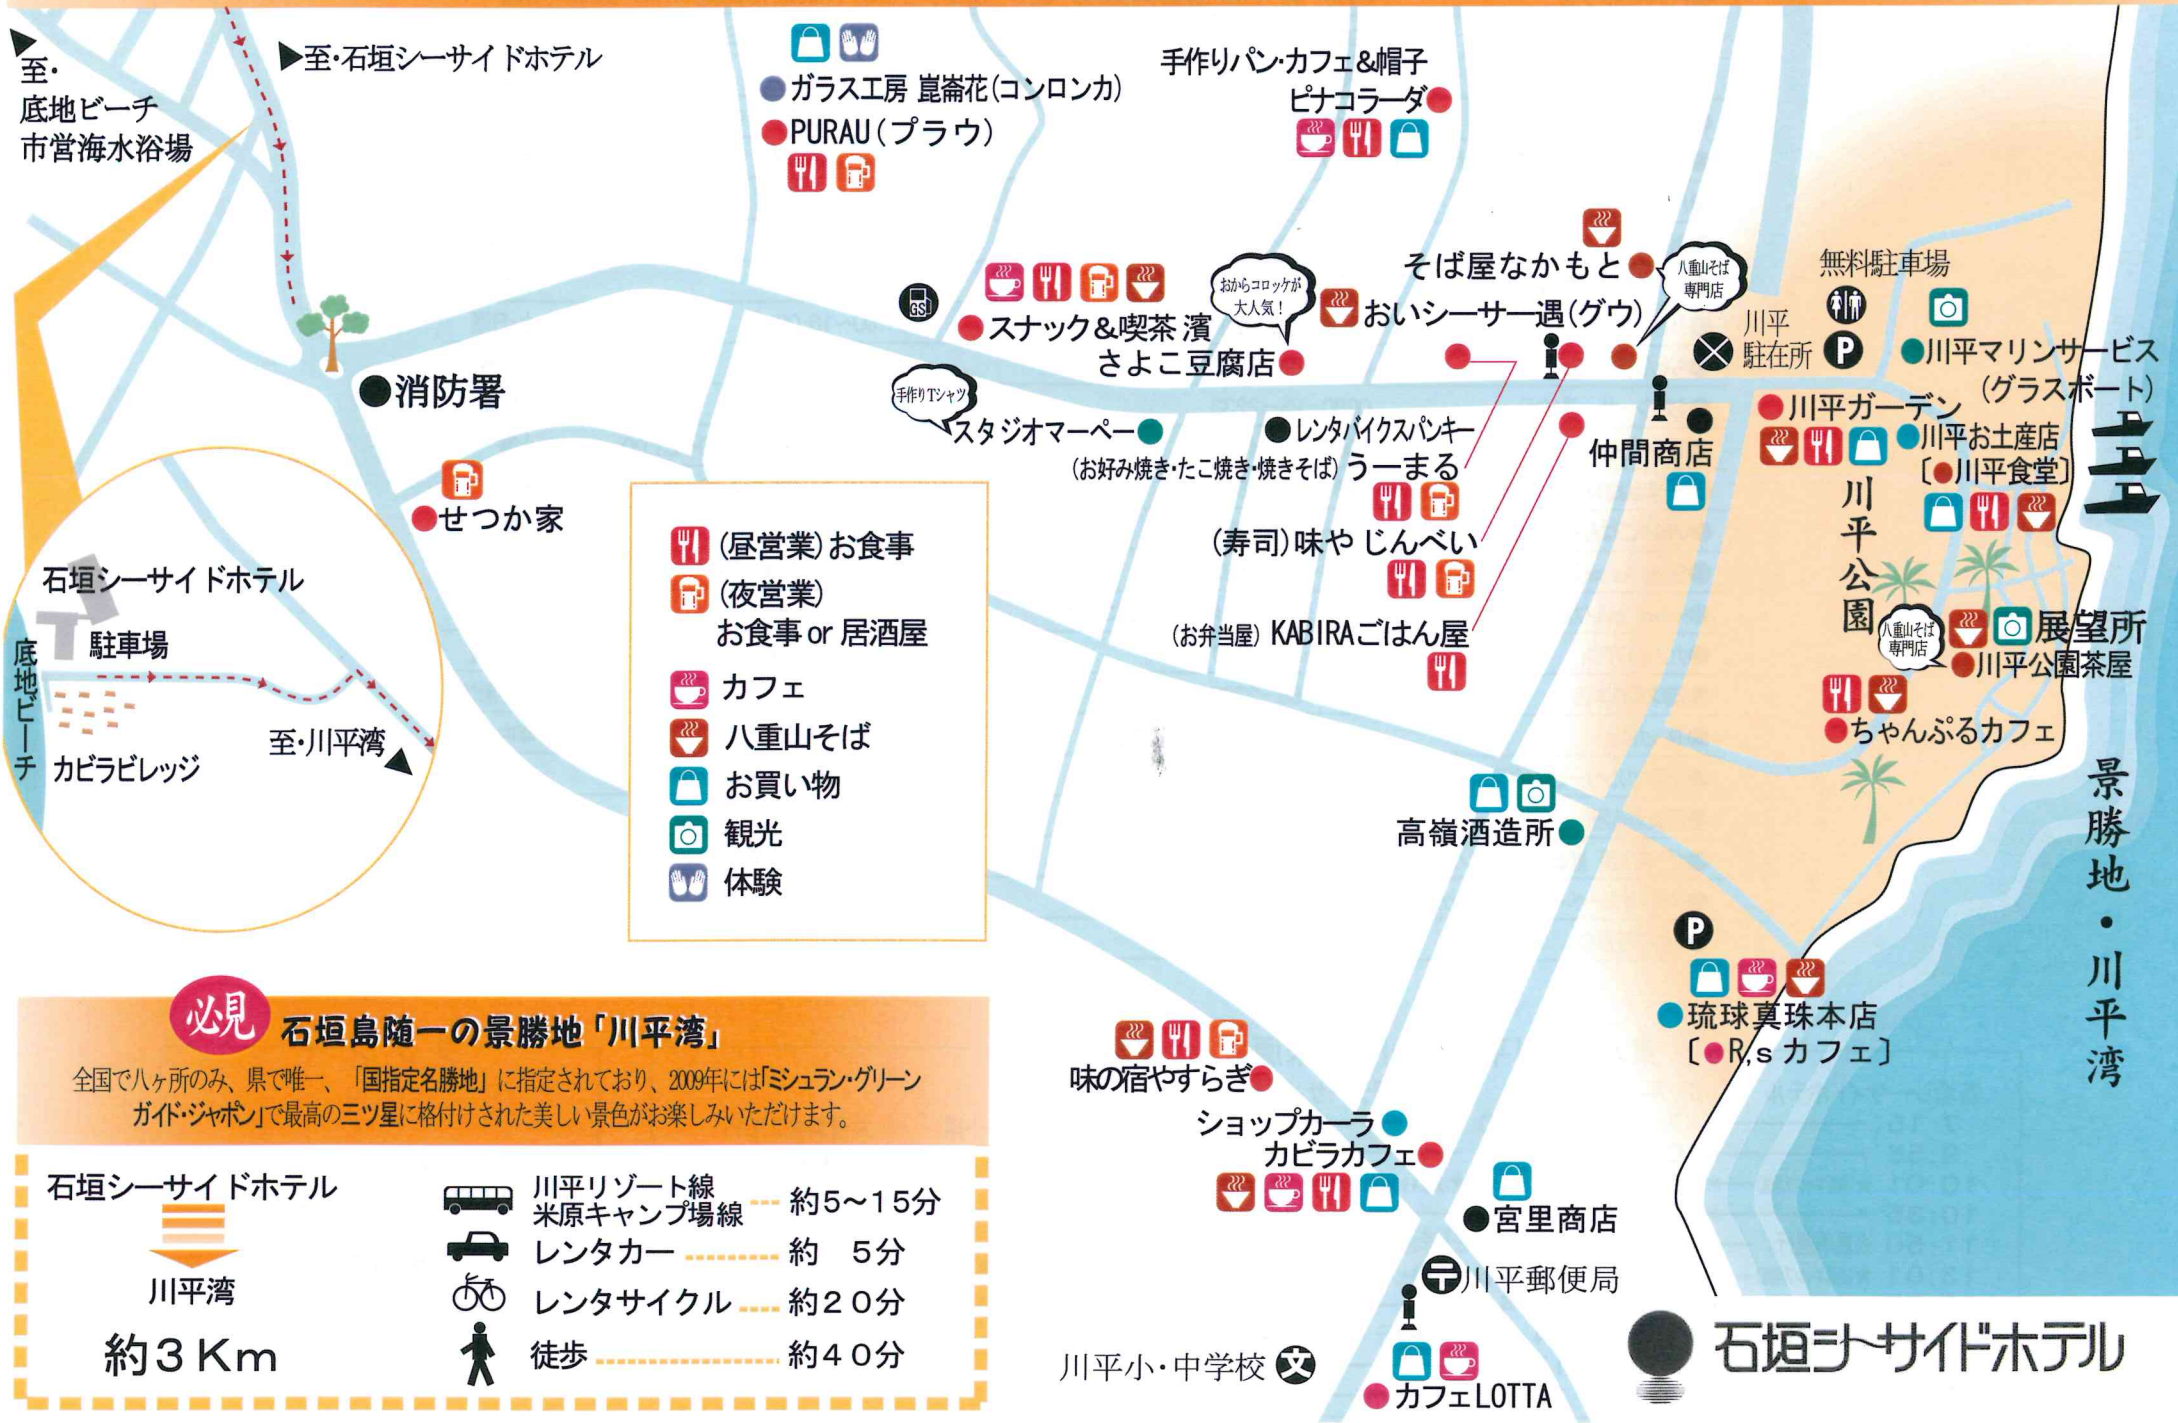 至・
底地ビーチ
市営海水浴場
至・石垣シーサイドホテル
ガラス工房 崑崙花(コンロンカ)
PURAU(プラウ)
手作りパン・カフェ&帽子
ピナコラーダ
そば屋なかもと
八重山そば
専門店
無料駐車場
おからコロッケが
大人気!
おいシーサー遇(グウ)
GS
スナック&喫茶 濱
さよこ豆腐店
川平
駐在所
P
川平マリンサービス
(グラスボート)
消防署
手作りTシャツ
スタジオマーペー
レンタバイクスパンキー
(お好み焼き・たこ焼き・焼きそば)うーまる
仲間商店
川平ガーデン
川平お土産店
[川平食堂]
せつか家
(寿司)味や じんべい
川平公園
(お弁当屋) KABIRAごはん屋
八重山そば
専門店
展望所
川平公園茶屋
ちゃんぷるカフェ
石垣シーサイドホテル
駐車場
底地ビーチ
至・川平湾
カビラビレッジ
(昼営業)お食事
(夜営業)
お食事or 居酒屋
カフェ
八重山そば
お買い物
観光
体験
高嶺酒造所
景勝地・川平湾
P
琉球真珠本店
[R,s カフェ]
必見
石垣島随一の景勝地「川平湾」
全国で八ヶ所のみ、県で唯一、「国指定名勝地」に指定されており、2009年には「ミシュラン・グリーン
ガイド・ジャポン」で最高の三ツ星に格付けされた美しい景色がお楽しみいただけます。
味の宿やすらぎ
ショップカーラ
カビラカフェ
宮里商店
〒川平郵便局
川平小・中学校 文
カフェLOTTA
石垣シーサイドホテル
川平湾
約3Km
川平リゾート線
米原キャンプ場線 約5〜15分
レンタカー 約 5分
レンタサイクル 約20分
徒歩 約40分
石垣シーサイドホテル